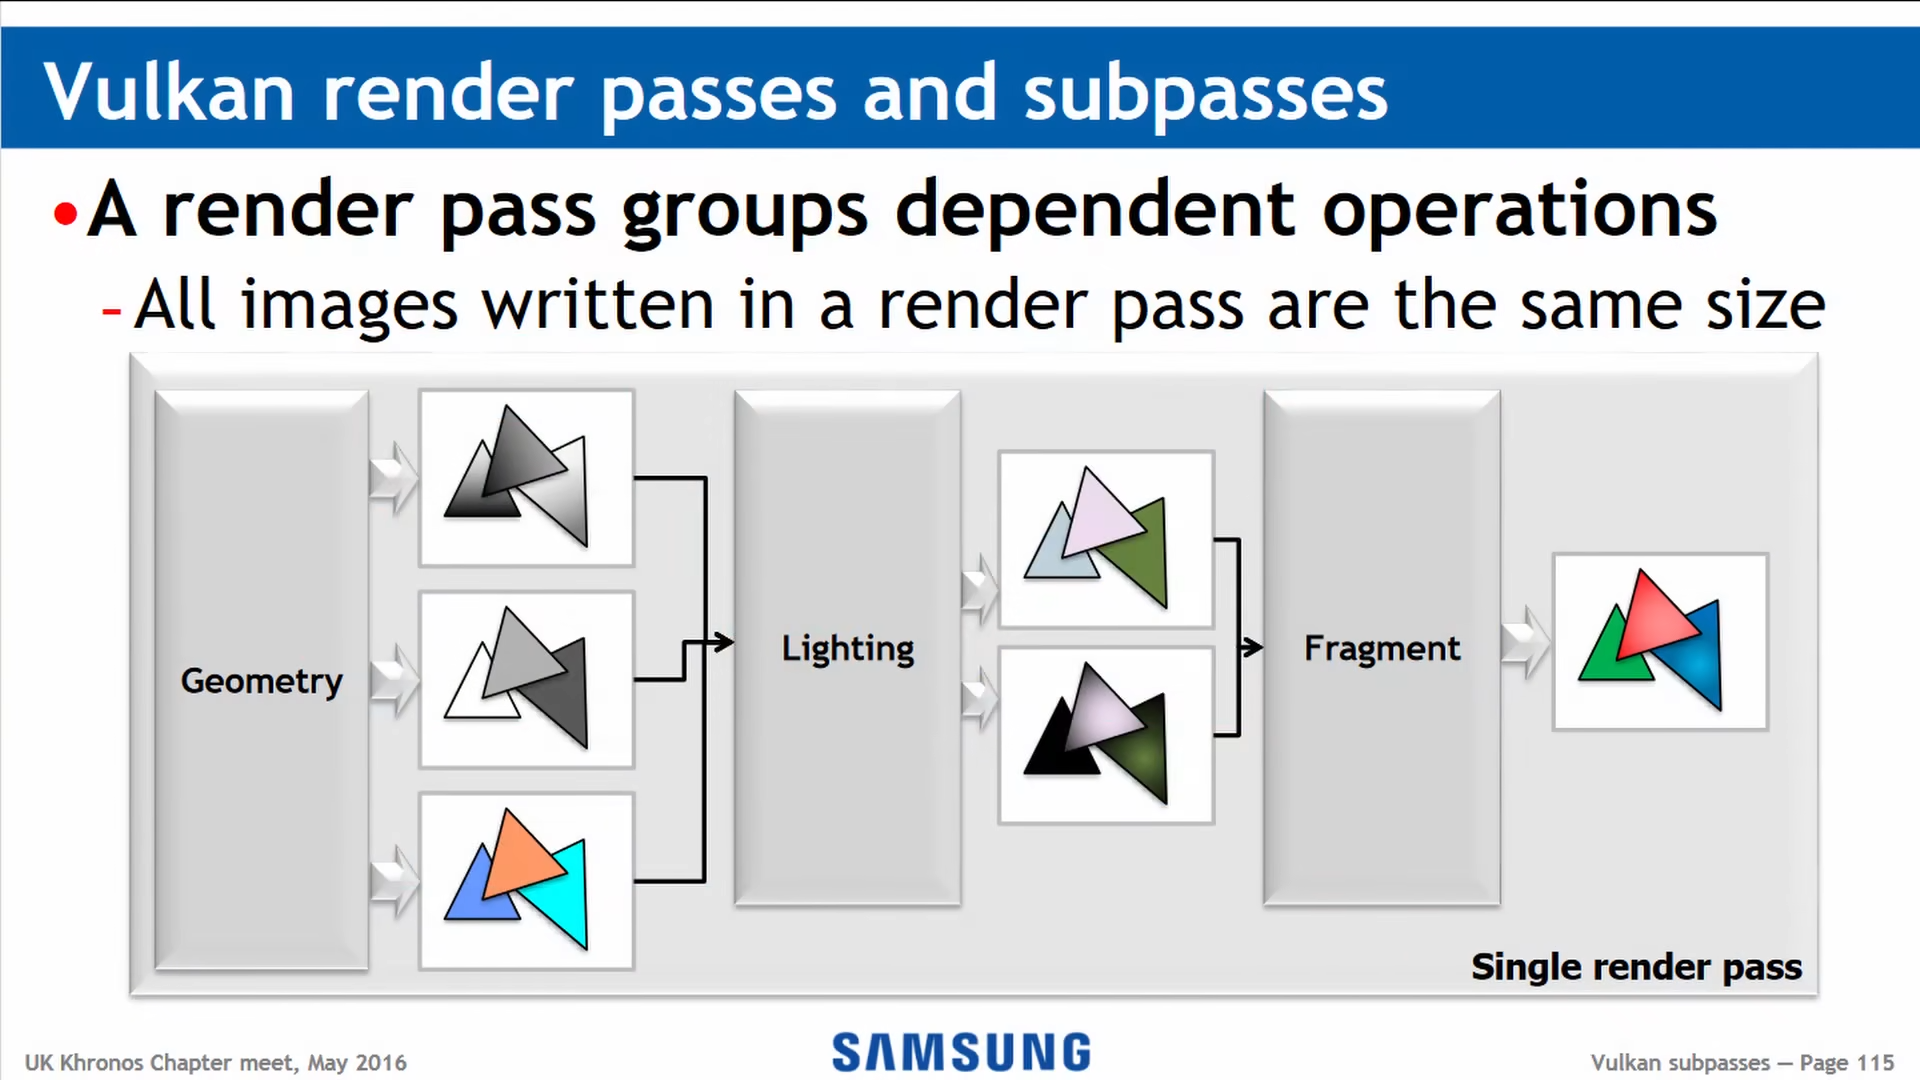 Vulkan render passes and subpasses
•A render pass groups dependent operations
–All images written in a render pass are the same size
Geometry
Lighting
Fragment
Single render pass
UK Khronos Chapter meet, May 2016
SAMSUNG
Vulkan subpasses — Page 115